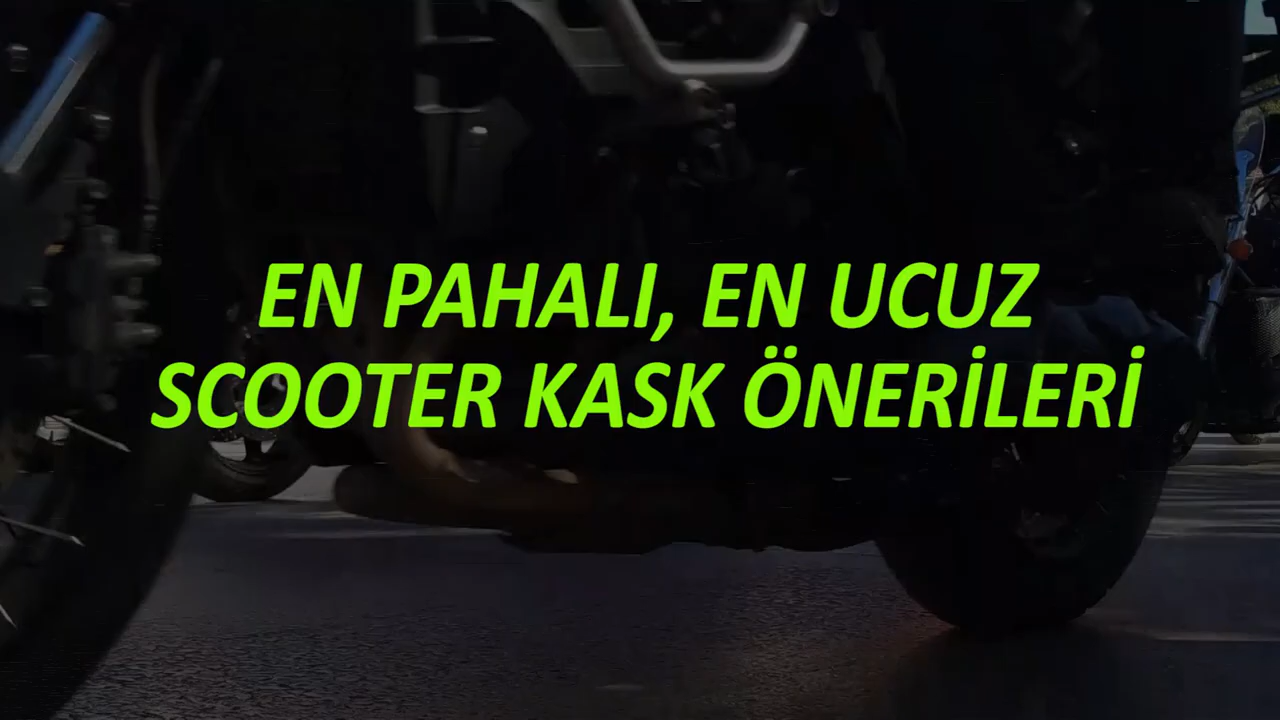 EN PAHALI, EN UCUZ
SCOOTER KASK ÖNERİLERİ